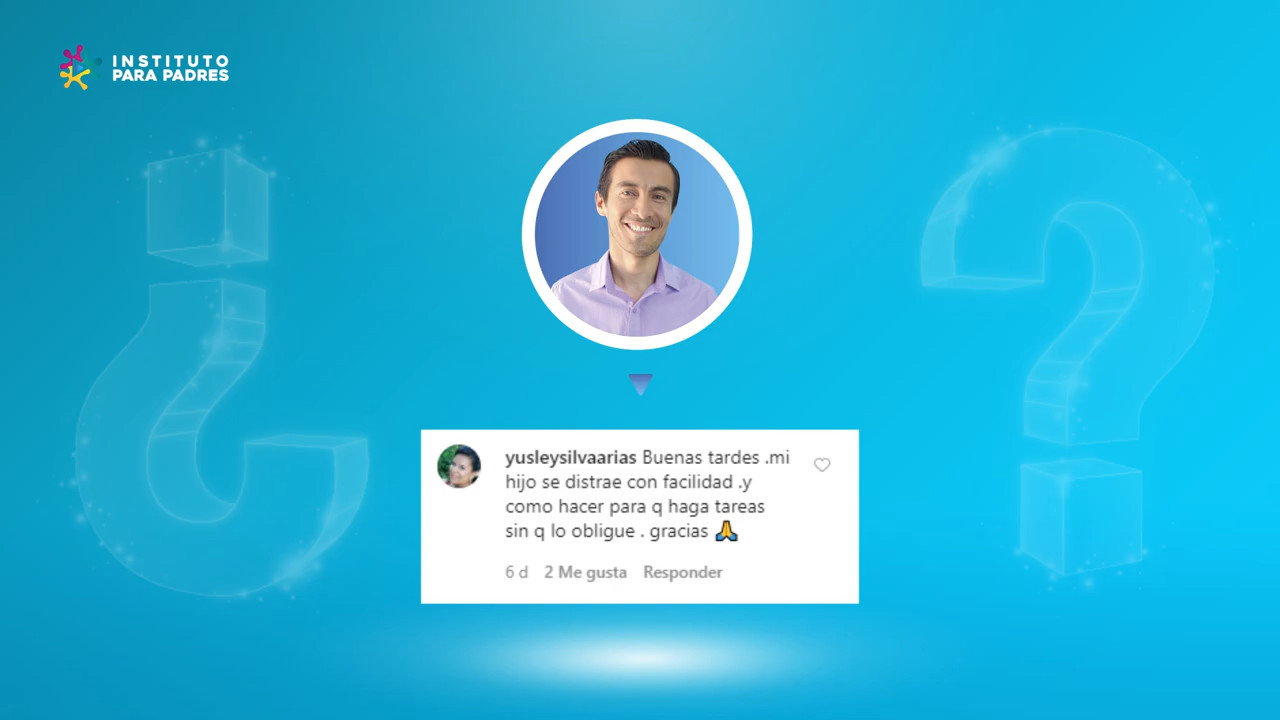 INSTITUTO
PARA PADRES
yusleysilvaarias Buenas tardes .mi
hijo se distrae con facilidad .y
como hacer para q haga tareas
sin q lo obligue . gracias 🙏
6 d 2 Me gusta Responder